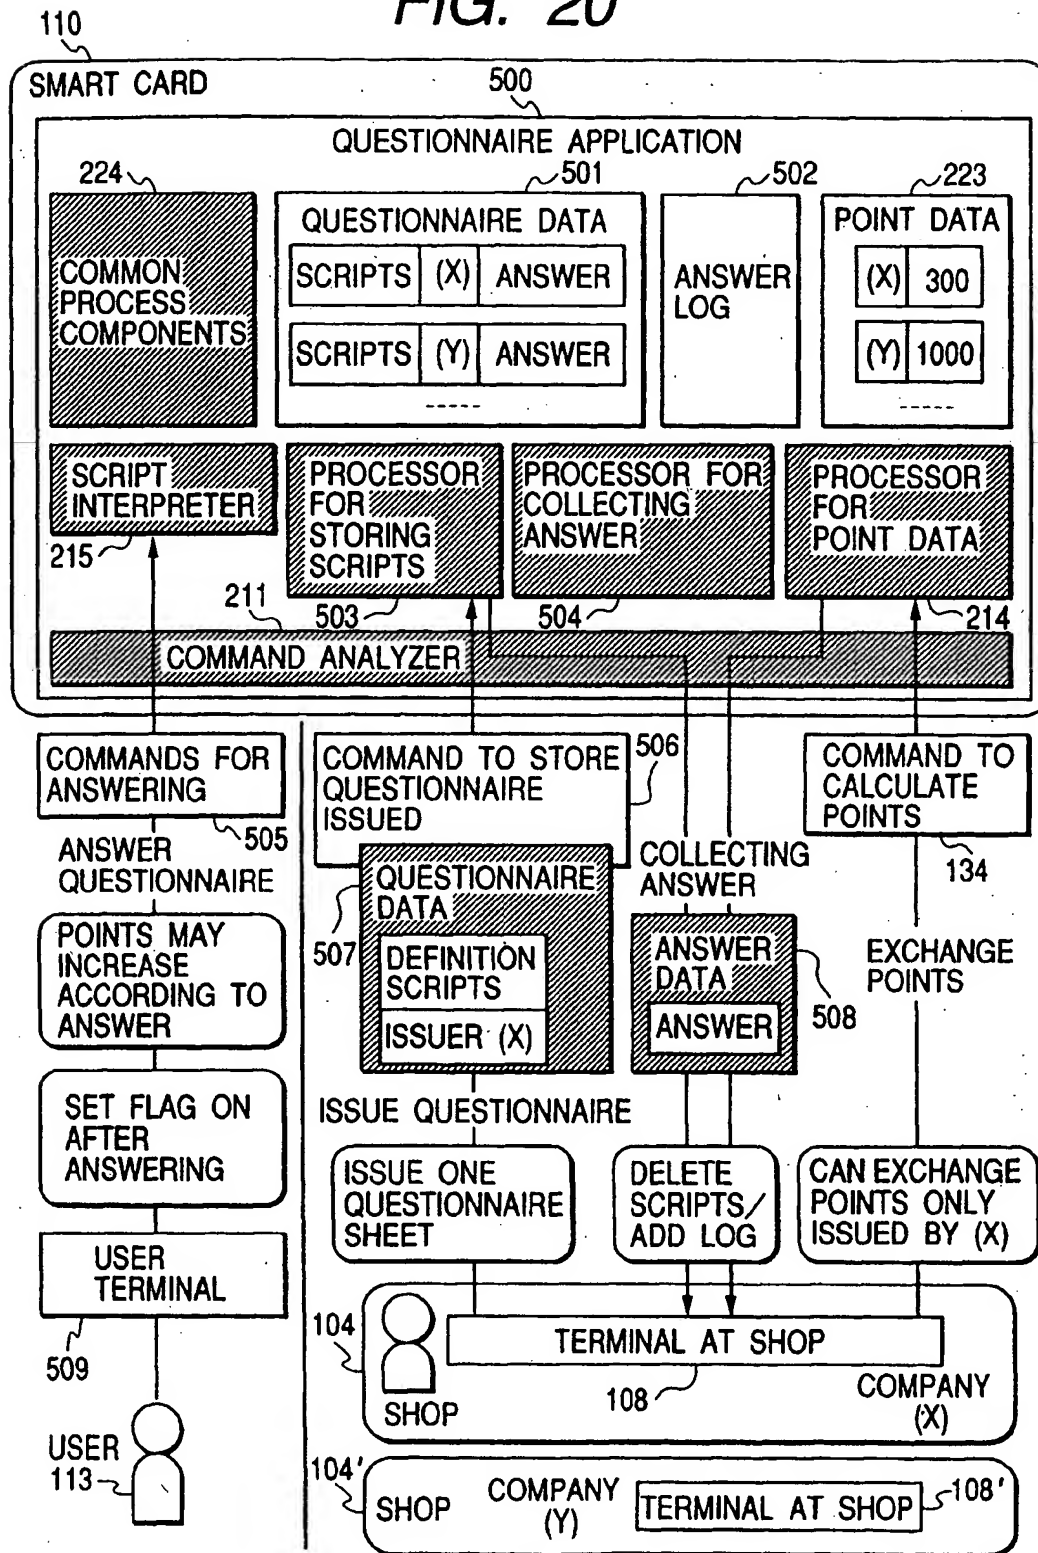 FIG. 20
110
SMART CARD
500
QUESTIONNAIRE APPLICATION
224
501
502
223
COMMON
PROCESS
COMPONENTS
QUESTIONNAIRE DATA
SCRIPTS (X) ANSWER
SCRIPTS (Y) ANSWER
-----
ANSWER
LOG
POINT DATA
(X) 300
(Y) 1000
-----
SCRIPT
INTERPRETER
215
PROCESSOR
FOR
STORING
SCRIPTS
503
PROCESSOR FOR
COLLECTING
ANSWER
504
PROCESSOR
FOR
POINT DATA
214
211
COMMAND ANALYZER
COMMANDS FOR
ANSWERING
505
ANSWER
QUESTIONNAIRE
POINTS MAY
INCREASE
ACCORDING TO
ANSWER
SET FLAG ON
AFTER
ANSWERING
USER
TERMINAL
509
USER
113
COMMAND TO STORE
QUESTIONNAIRE
ISSUED
506
QUESTIONNAIRE
DATA
507
DEFINITION
SCRIPTS
ISSUER (X)
ISSUE QUESTIONNAIRE
ISSUE ONE
QUESTIONNAIRE
SHEET
COLLECTING
ANSWER
ANSWER
DATA
ANSWER
508
DELETE
SCRIPTS/
ADD LOG
COMMAND TO
CALCULATE
POINTS
134
EXCHANGE
POINTS
CAN EXCHANGE
POINTS ONLY
ISSUED BY (X)
104
TERMINAL AT SHOP
108
SHOP
COMPANY
(X)
104'
SHOP
COMPANY
(Y)
TERMINAL AT SHOP
108'